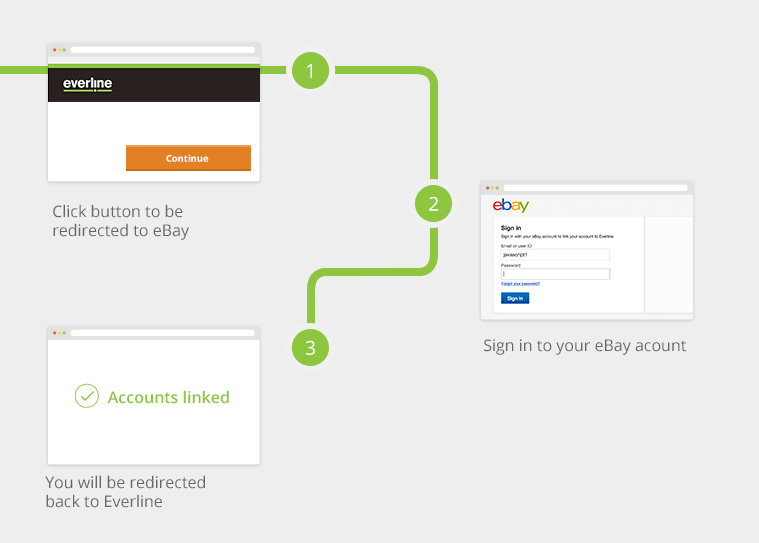 everline
Continue
1
Click button to be
redirected to eBay
2
ebay
Sign in
Sign in with your eBay account to link your account to Everline.
Email or user ID
javascript1
Password
Forgot your password?
Sign in
Sign in to your eBay acount
3
Accounts linked
You will be redirected
back to Everline